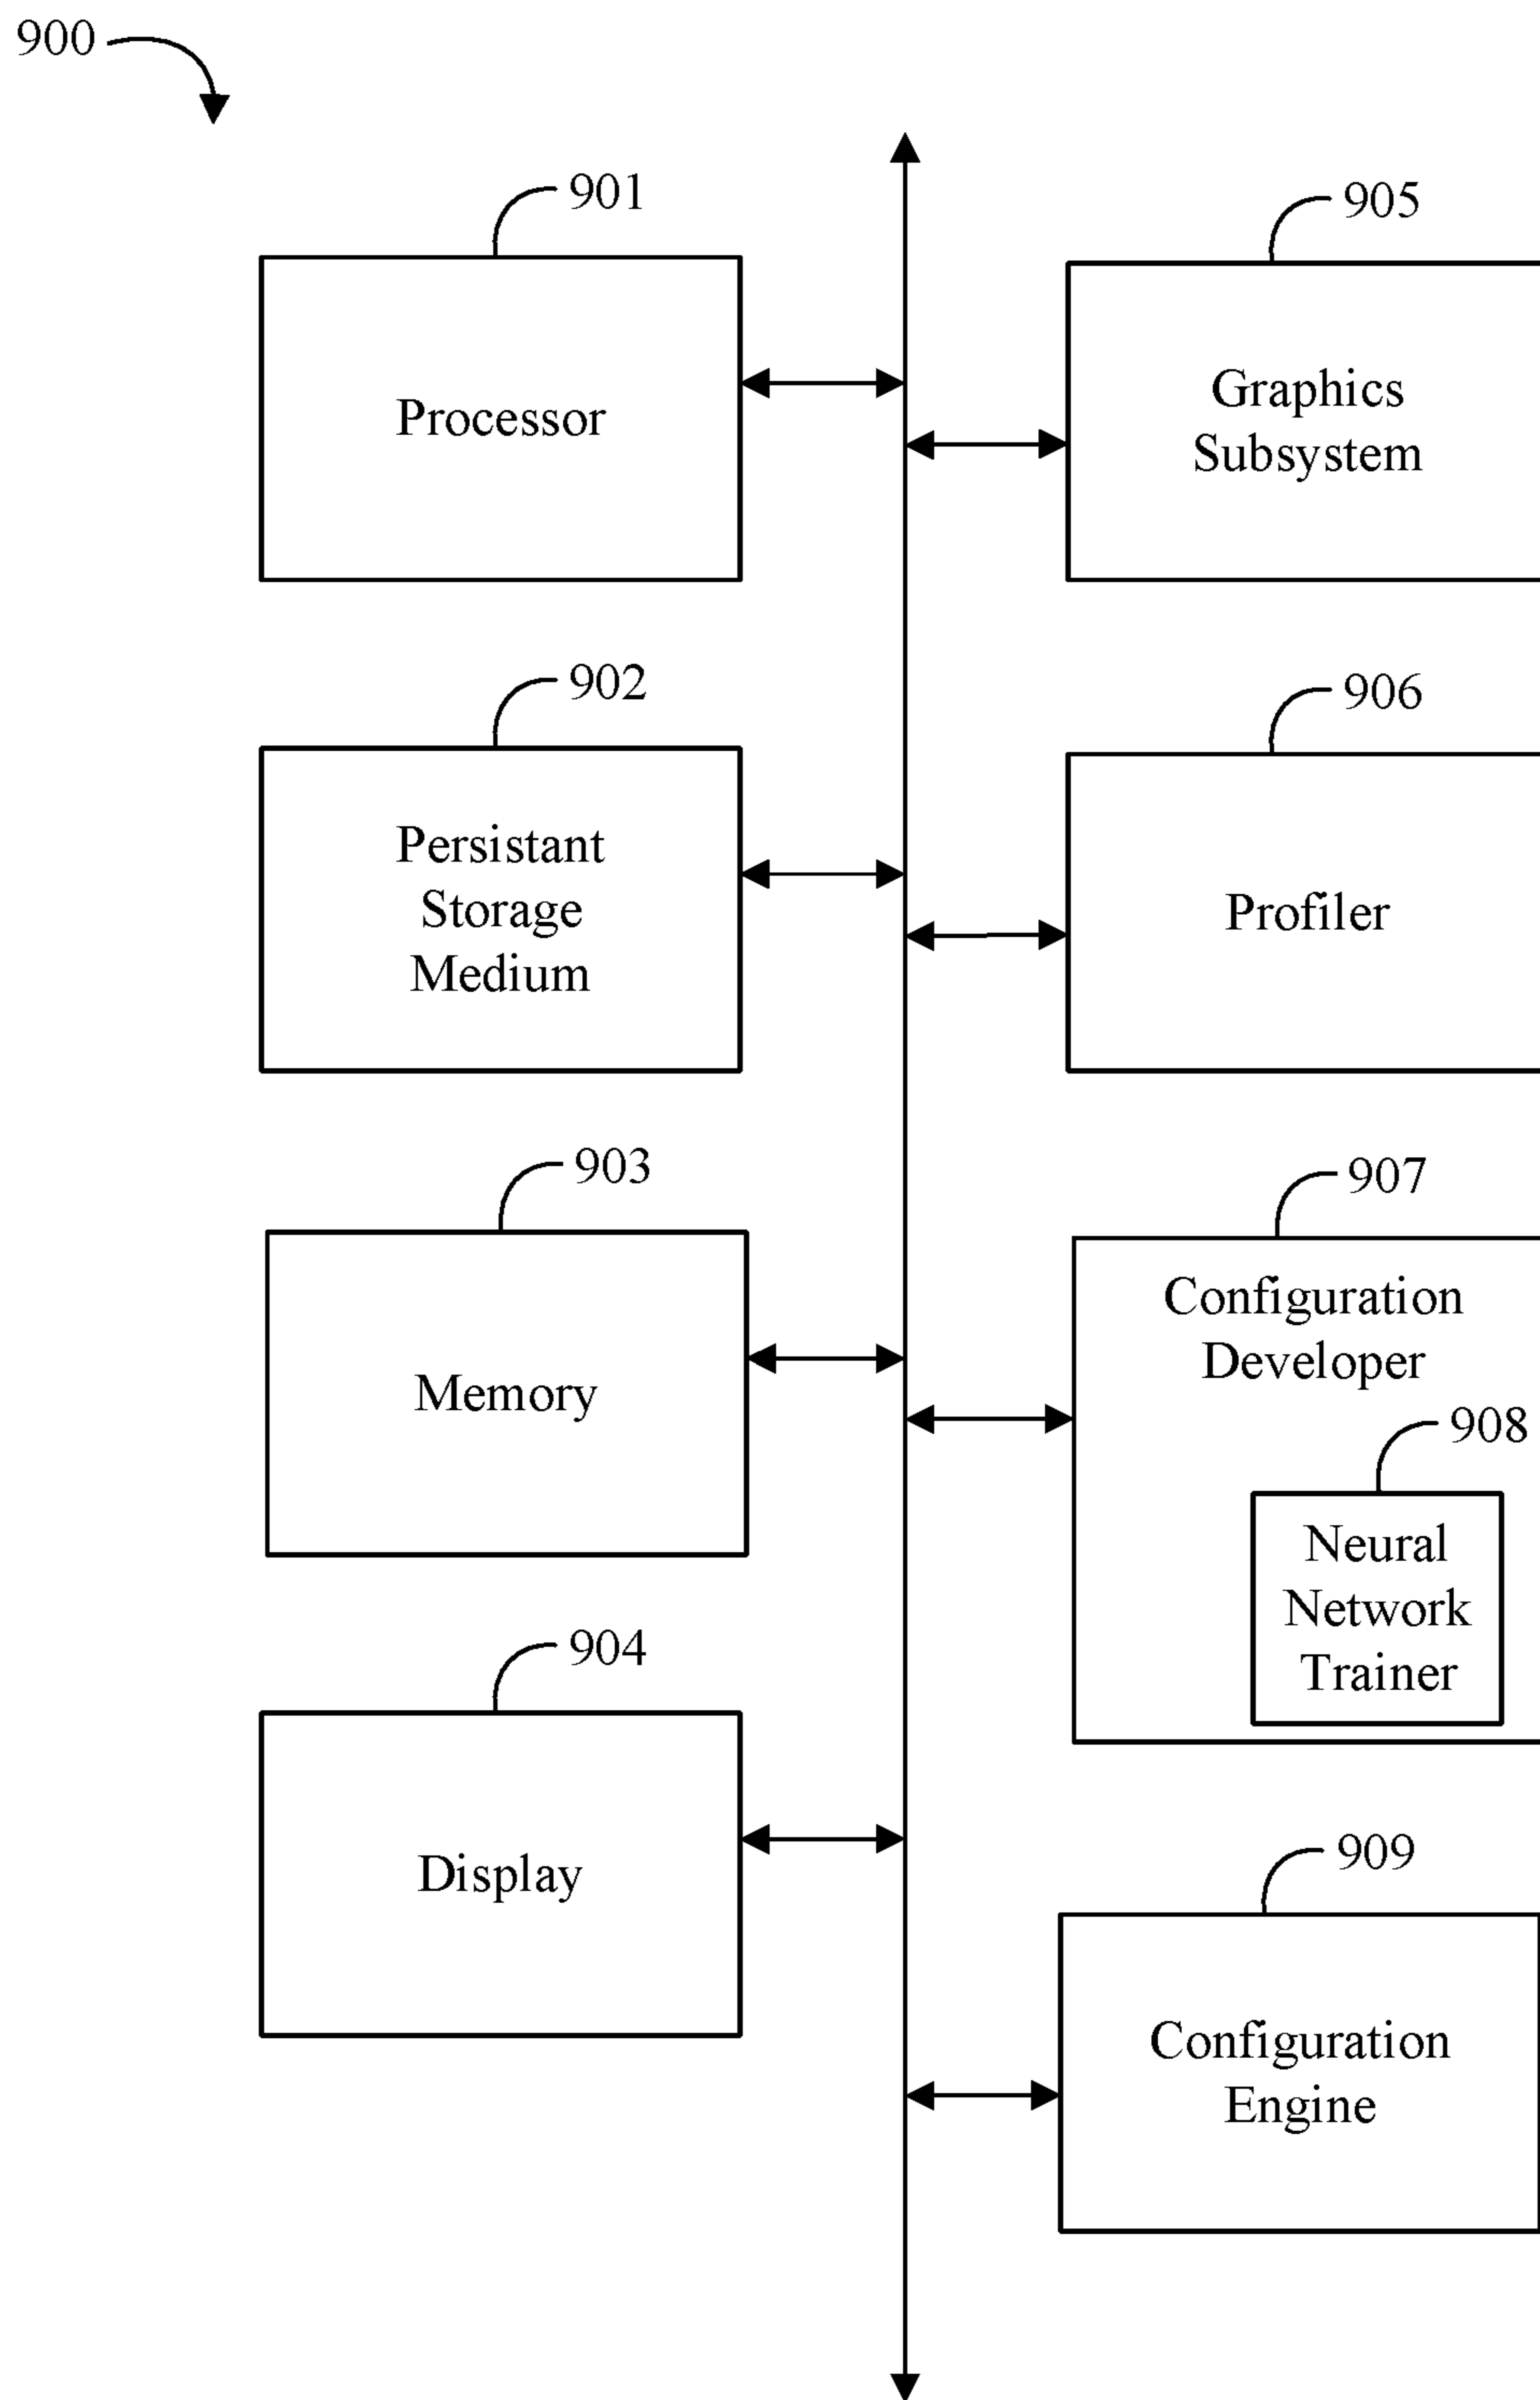 900
901
Processor
902
Persistant
Storage
Medium
903
Memory
904
Display
905
Graphics
Subsystem
906
Profiler
907
Configuration
Developer
908
Neural
Network
Trainer
909
Configuration
Engine